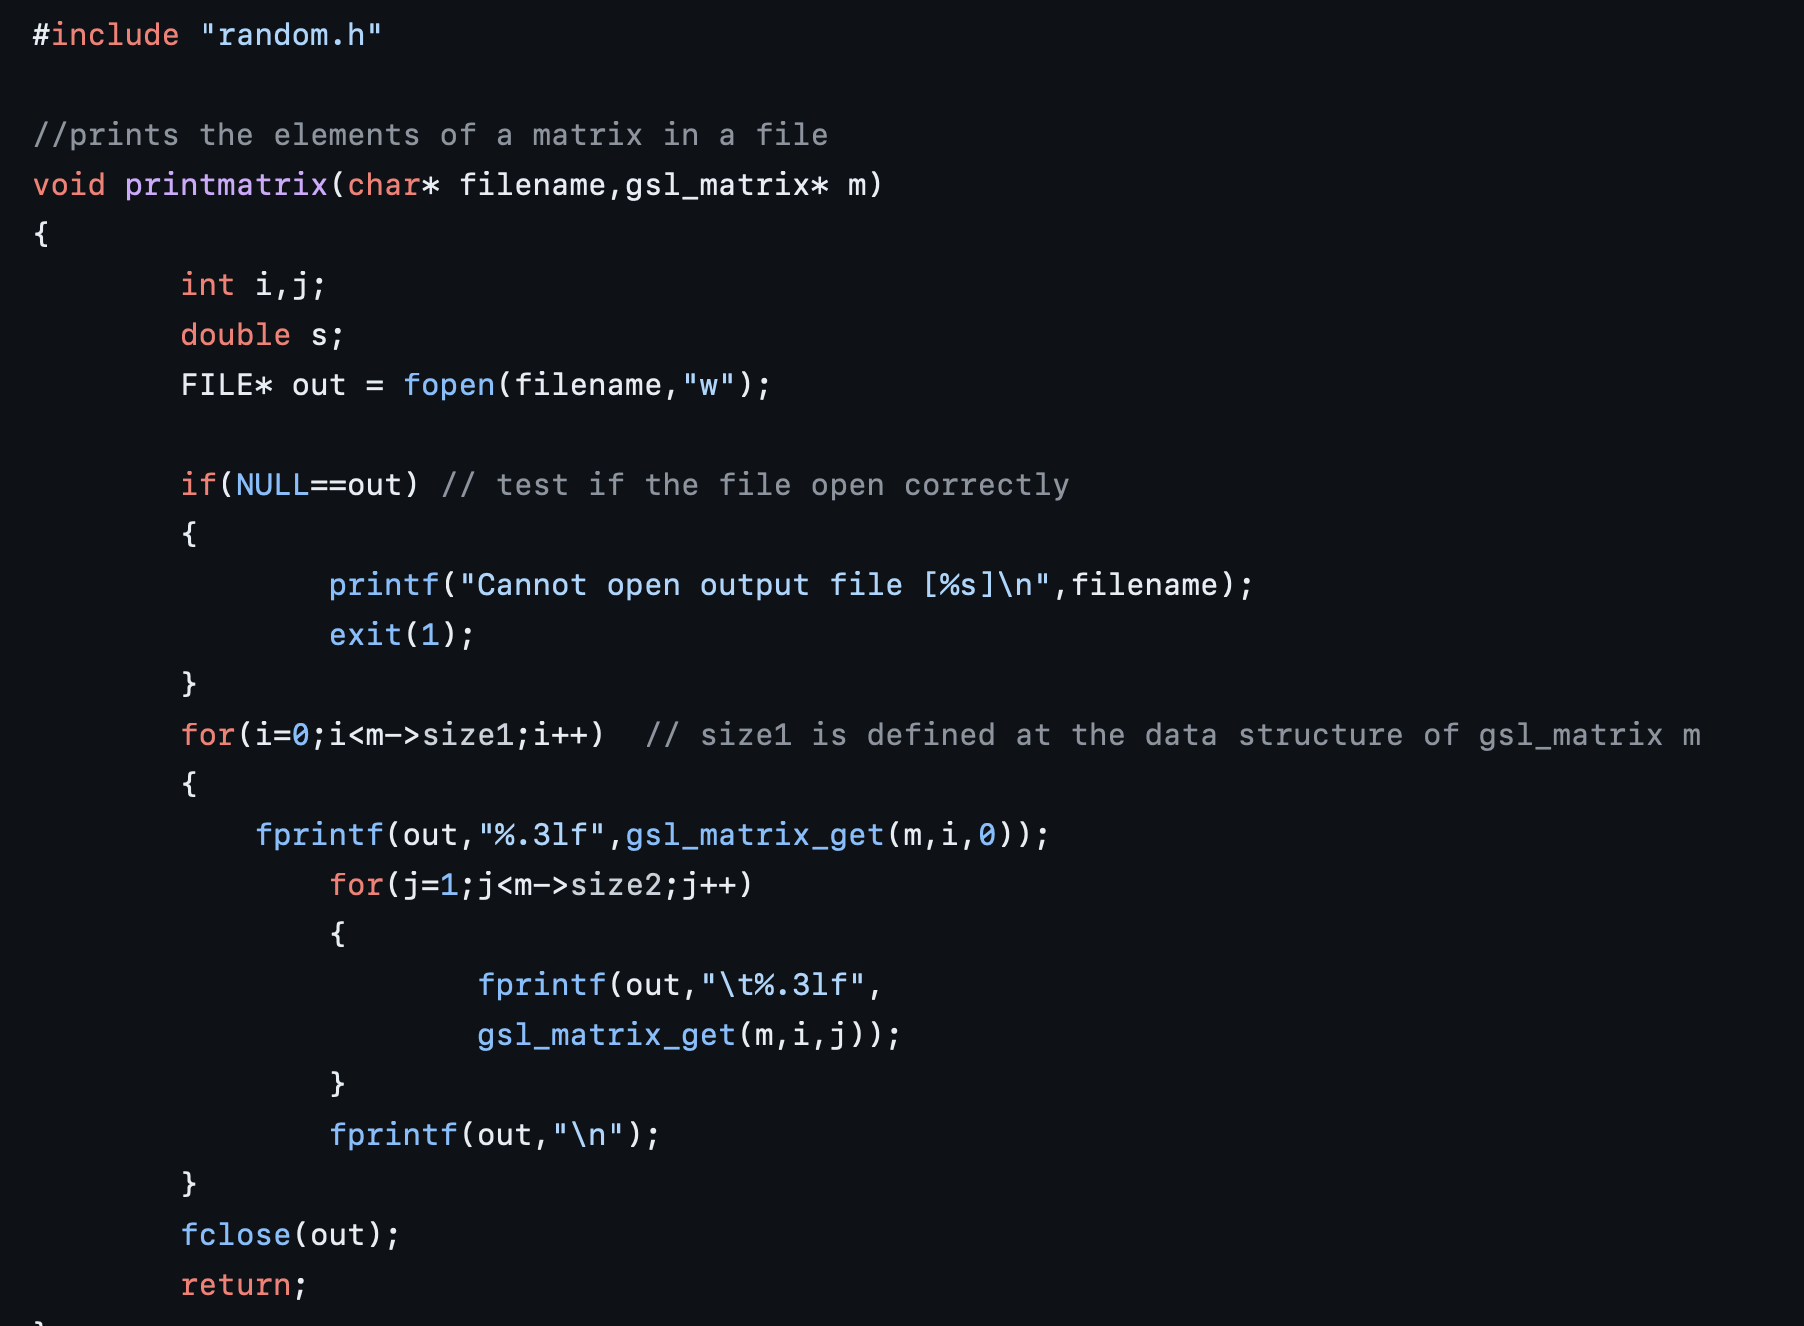 #include "random.h"

//prints the elements of a matrix in a file
void printmatrix(char* filename,gsl_matrix* m)
{
        int i,j;
        double s;
        FILE* out = fopen(filename,"w");

        if(NULL==out) // test if the file open correctly
        {
                printf("Cannot open output file [%s]\n",filename);
                exit(1);
        }
        for(i=0;i<m->size1;i++)  // size1 is defined at the data structure of gsl_matrix m
        {
            fprintf(out,"%.3lf",gsl_matrix_get(m,i,0));
                for(j=1;j<m->size2;j++)
                {
                        fprintf(out,"\t%.3lf",
                        gsl_matrix_get(m,i,j));
                }
                fprintf(out,"\n");
        }
        fclose(out);
        return;
}